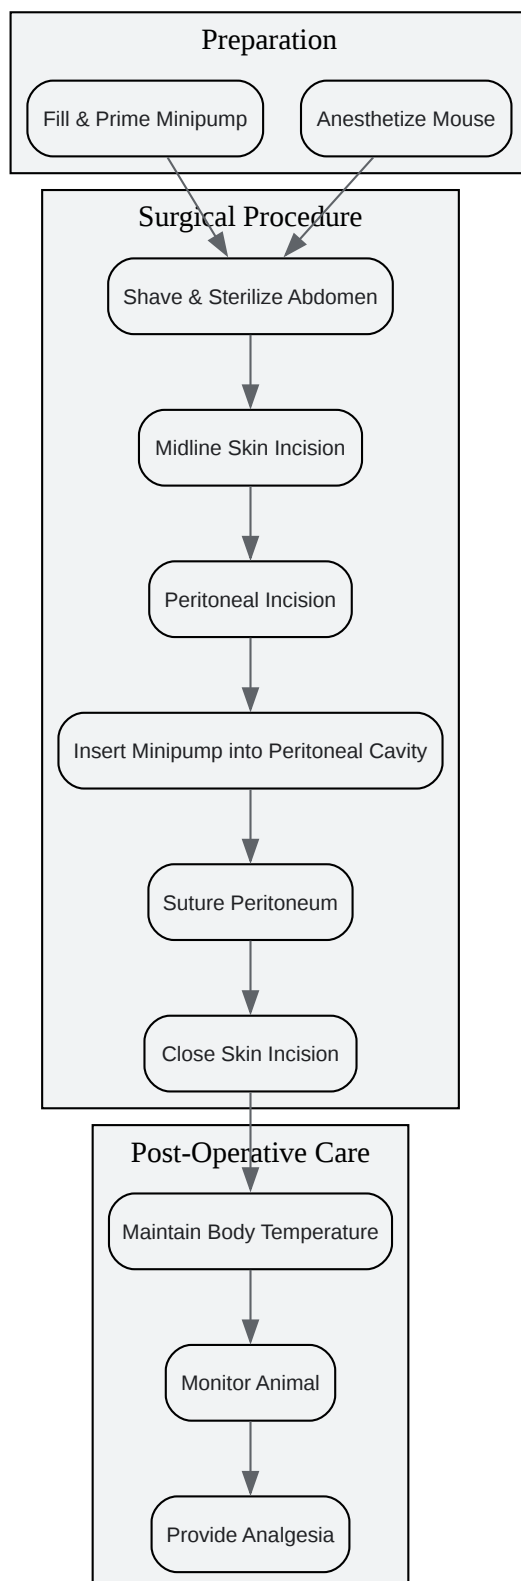 Preparation
Fill & Prime Minipump
Anesthetize Mouse
Surgical Procedure
Shave & Sterilize Abdomen
Midline Skin Incision
Peritoneal Incision
Insert Minipump into Peritoneal Cavity
Suture Peritoneum
Close Skin Incision
Post-Operative Care
Maintain Body Temperature
Monitor Animal
Provide Analgesia